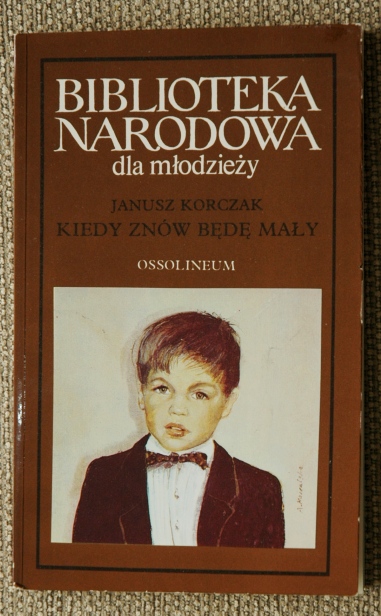 BIBLIOTEKA
NARODOWA
dla młodzieży
JANUSZ KORCZAK
KIEDY ZNÓW BĘDĘ MAŁY
OSSOLINEUM